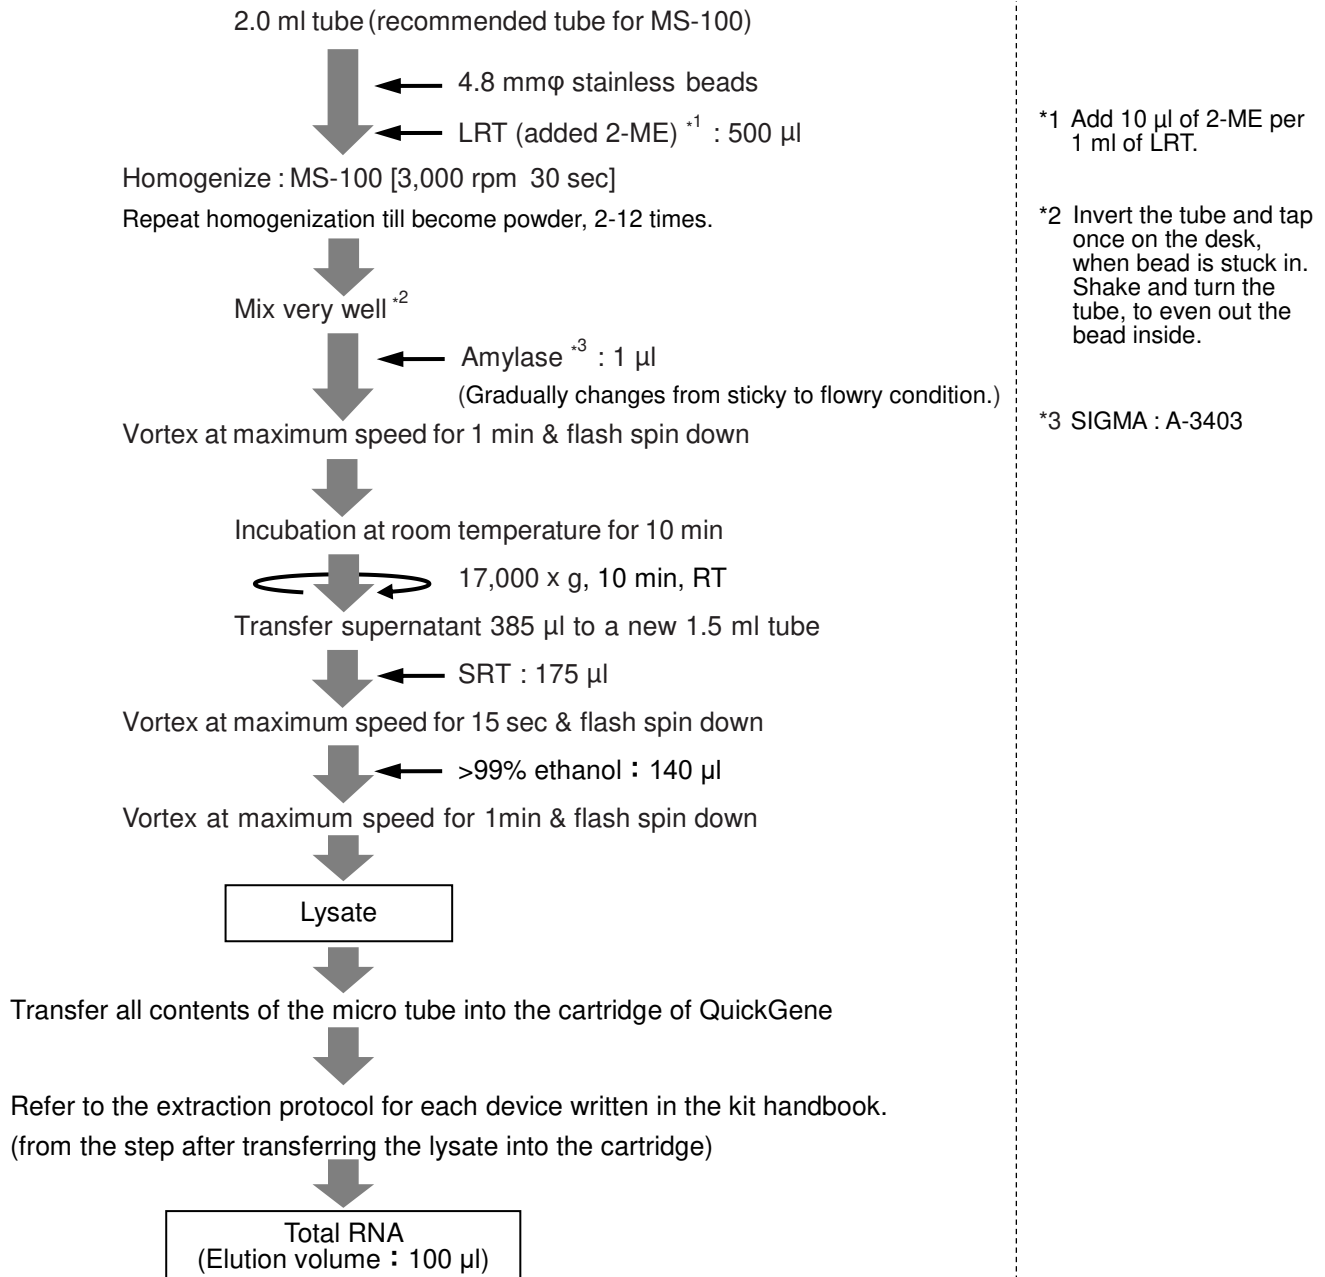 2.0 ml tube (recommended tube for MS-100)
4.8 mmφ stainless beads
LRT (added 2-ME) *1 : 500 µl
Homogenize : MS-100 [3,000 rpm 30 sec]
Repeat homogenization till become powder, 2-12 times.
Mix very well *2
Amylase *3 : 1 µl
(Gradually changes from sticky to flowry condition.)
Vortex at maximum speed for 1 min & flash spin down
Incubation at room temperature for 10 min
17,000 x g, 10 min, RT
Transfer supernatant 385 µl to a new 1.5 ml tube
SRT : 175 µl
Vortex at maximum speed for 15 sec & flash spin down
>99% ethanol : 140 µl
Vortex at maximum speed for 1min & flash spin down
Lysate
Transfer all contents of the micro tube into the cartridge of QuickGene
Refer to the extraction protocol for each device written in the kit handbook.
(from the step after transferring the lysate into the cartridge)
Total RNA
(Elution volume : 100 µl)
*1 Add 10 µl of 2-ME per
1 ml of LRT.
*2 Invert the tube and tap
once on the desk,
when bead is stuck in.
Shake and turn the
tube, to even out the
bead inside.
*3 SIGMA : A-3403